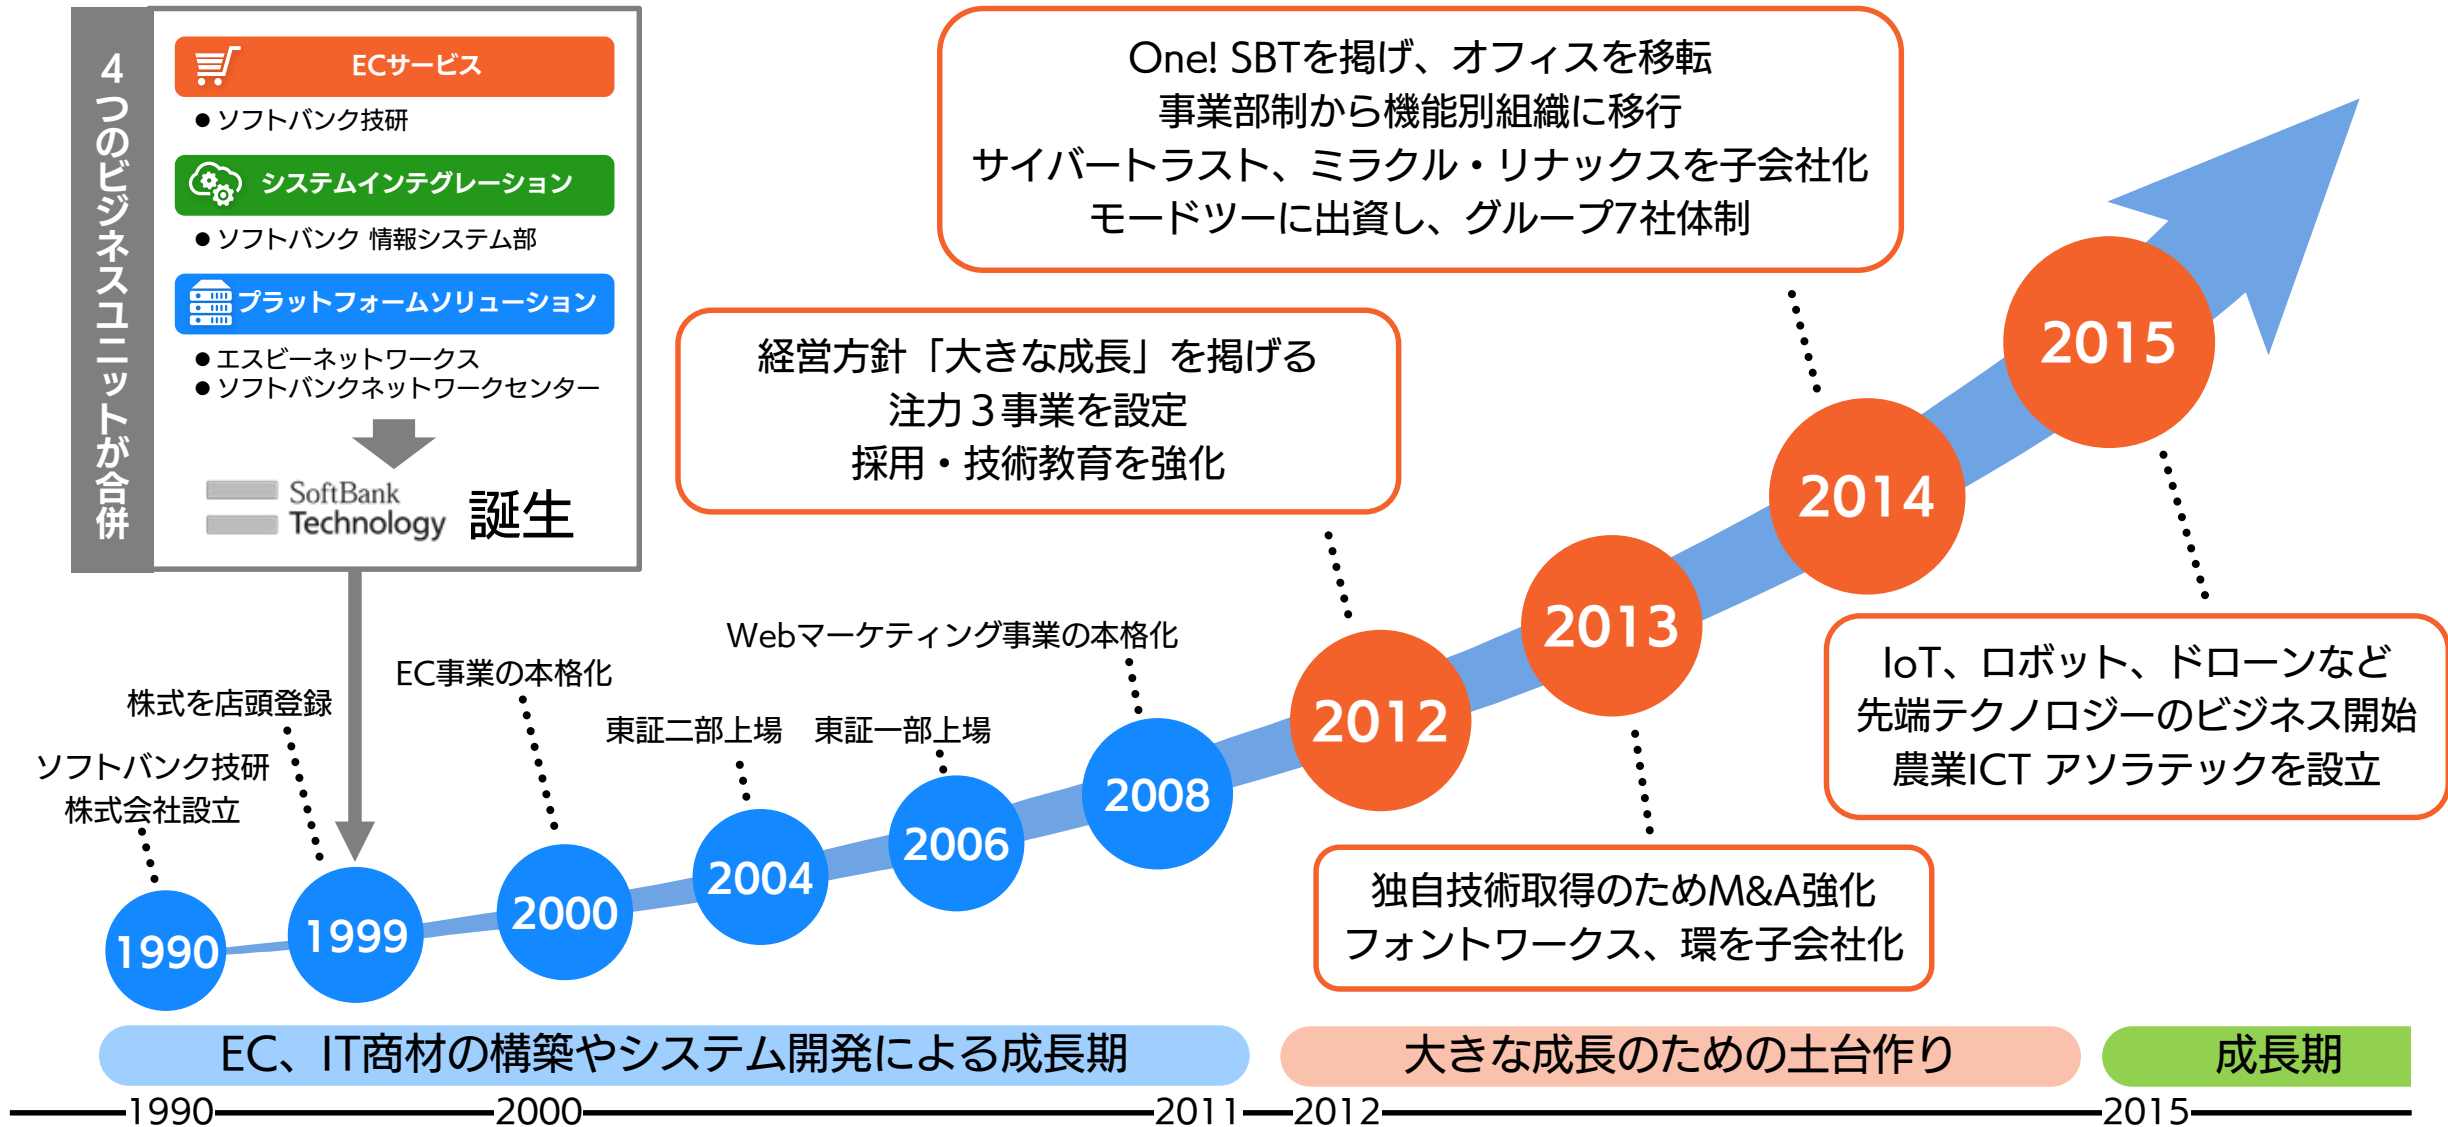 4つのビジネスユニットが合併
ECサービス
● ソフトバンク技研
システムインテグレーション
● ソフトバンク 情報システム部
プラットフォームソリューション
● エスビーネットワークス
● ソフトバンクネットワークセンター
SoftBank
Technology
誕生
One! SBTを掲げ、オフィスを移転
事業部制から機能別組織に移行
サイバートラスト、ミラクル・リナックスを子会社化
モードツーに出資し、グループ7社体制
経営方針「大きな成長」を掲げる
注力3事業を設定
採用・技術教育を強化
IoT、ロボット、ドローンなど
先端テクノロジーのビジネス開始
農業ICT アソラテックを設立
独自技術取得のためM&A強化
フォントワークス、環を子会社化
ソフトバンク技研
株式会社設立
株式を店頭登録
EC事業の本格化
東証二部上場
東証一部上場
Webマーケティング事業の本格化
1990
1999
2000
2004
2006
2008
2012
2013
2014
2015
EC、IT商材の構築やシステム開発による成長期
大きな成長のための土台作り
成長期
1990
2000
2011
2012
2015